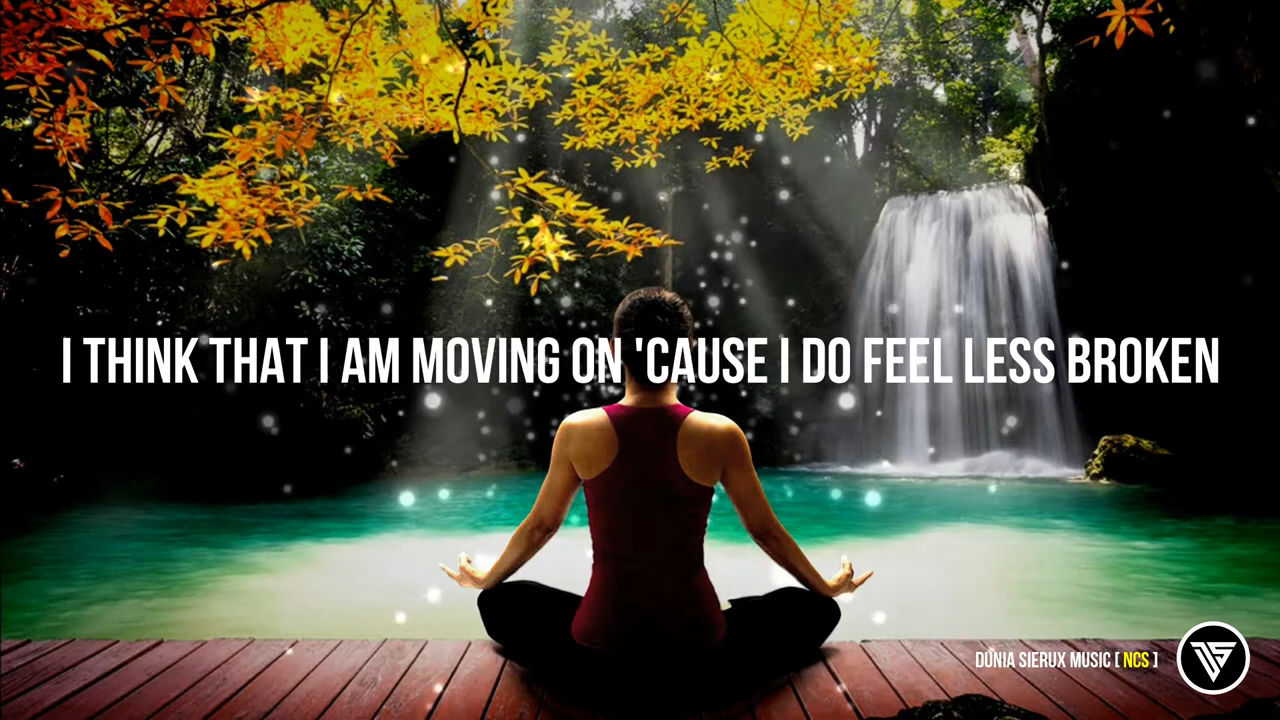 I THINK THAT I AM MOVING ON 'CAUSE I DO FEEL LESS BROKEN
DUNIA SIERUX MUSIC [ NCS ]